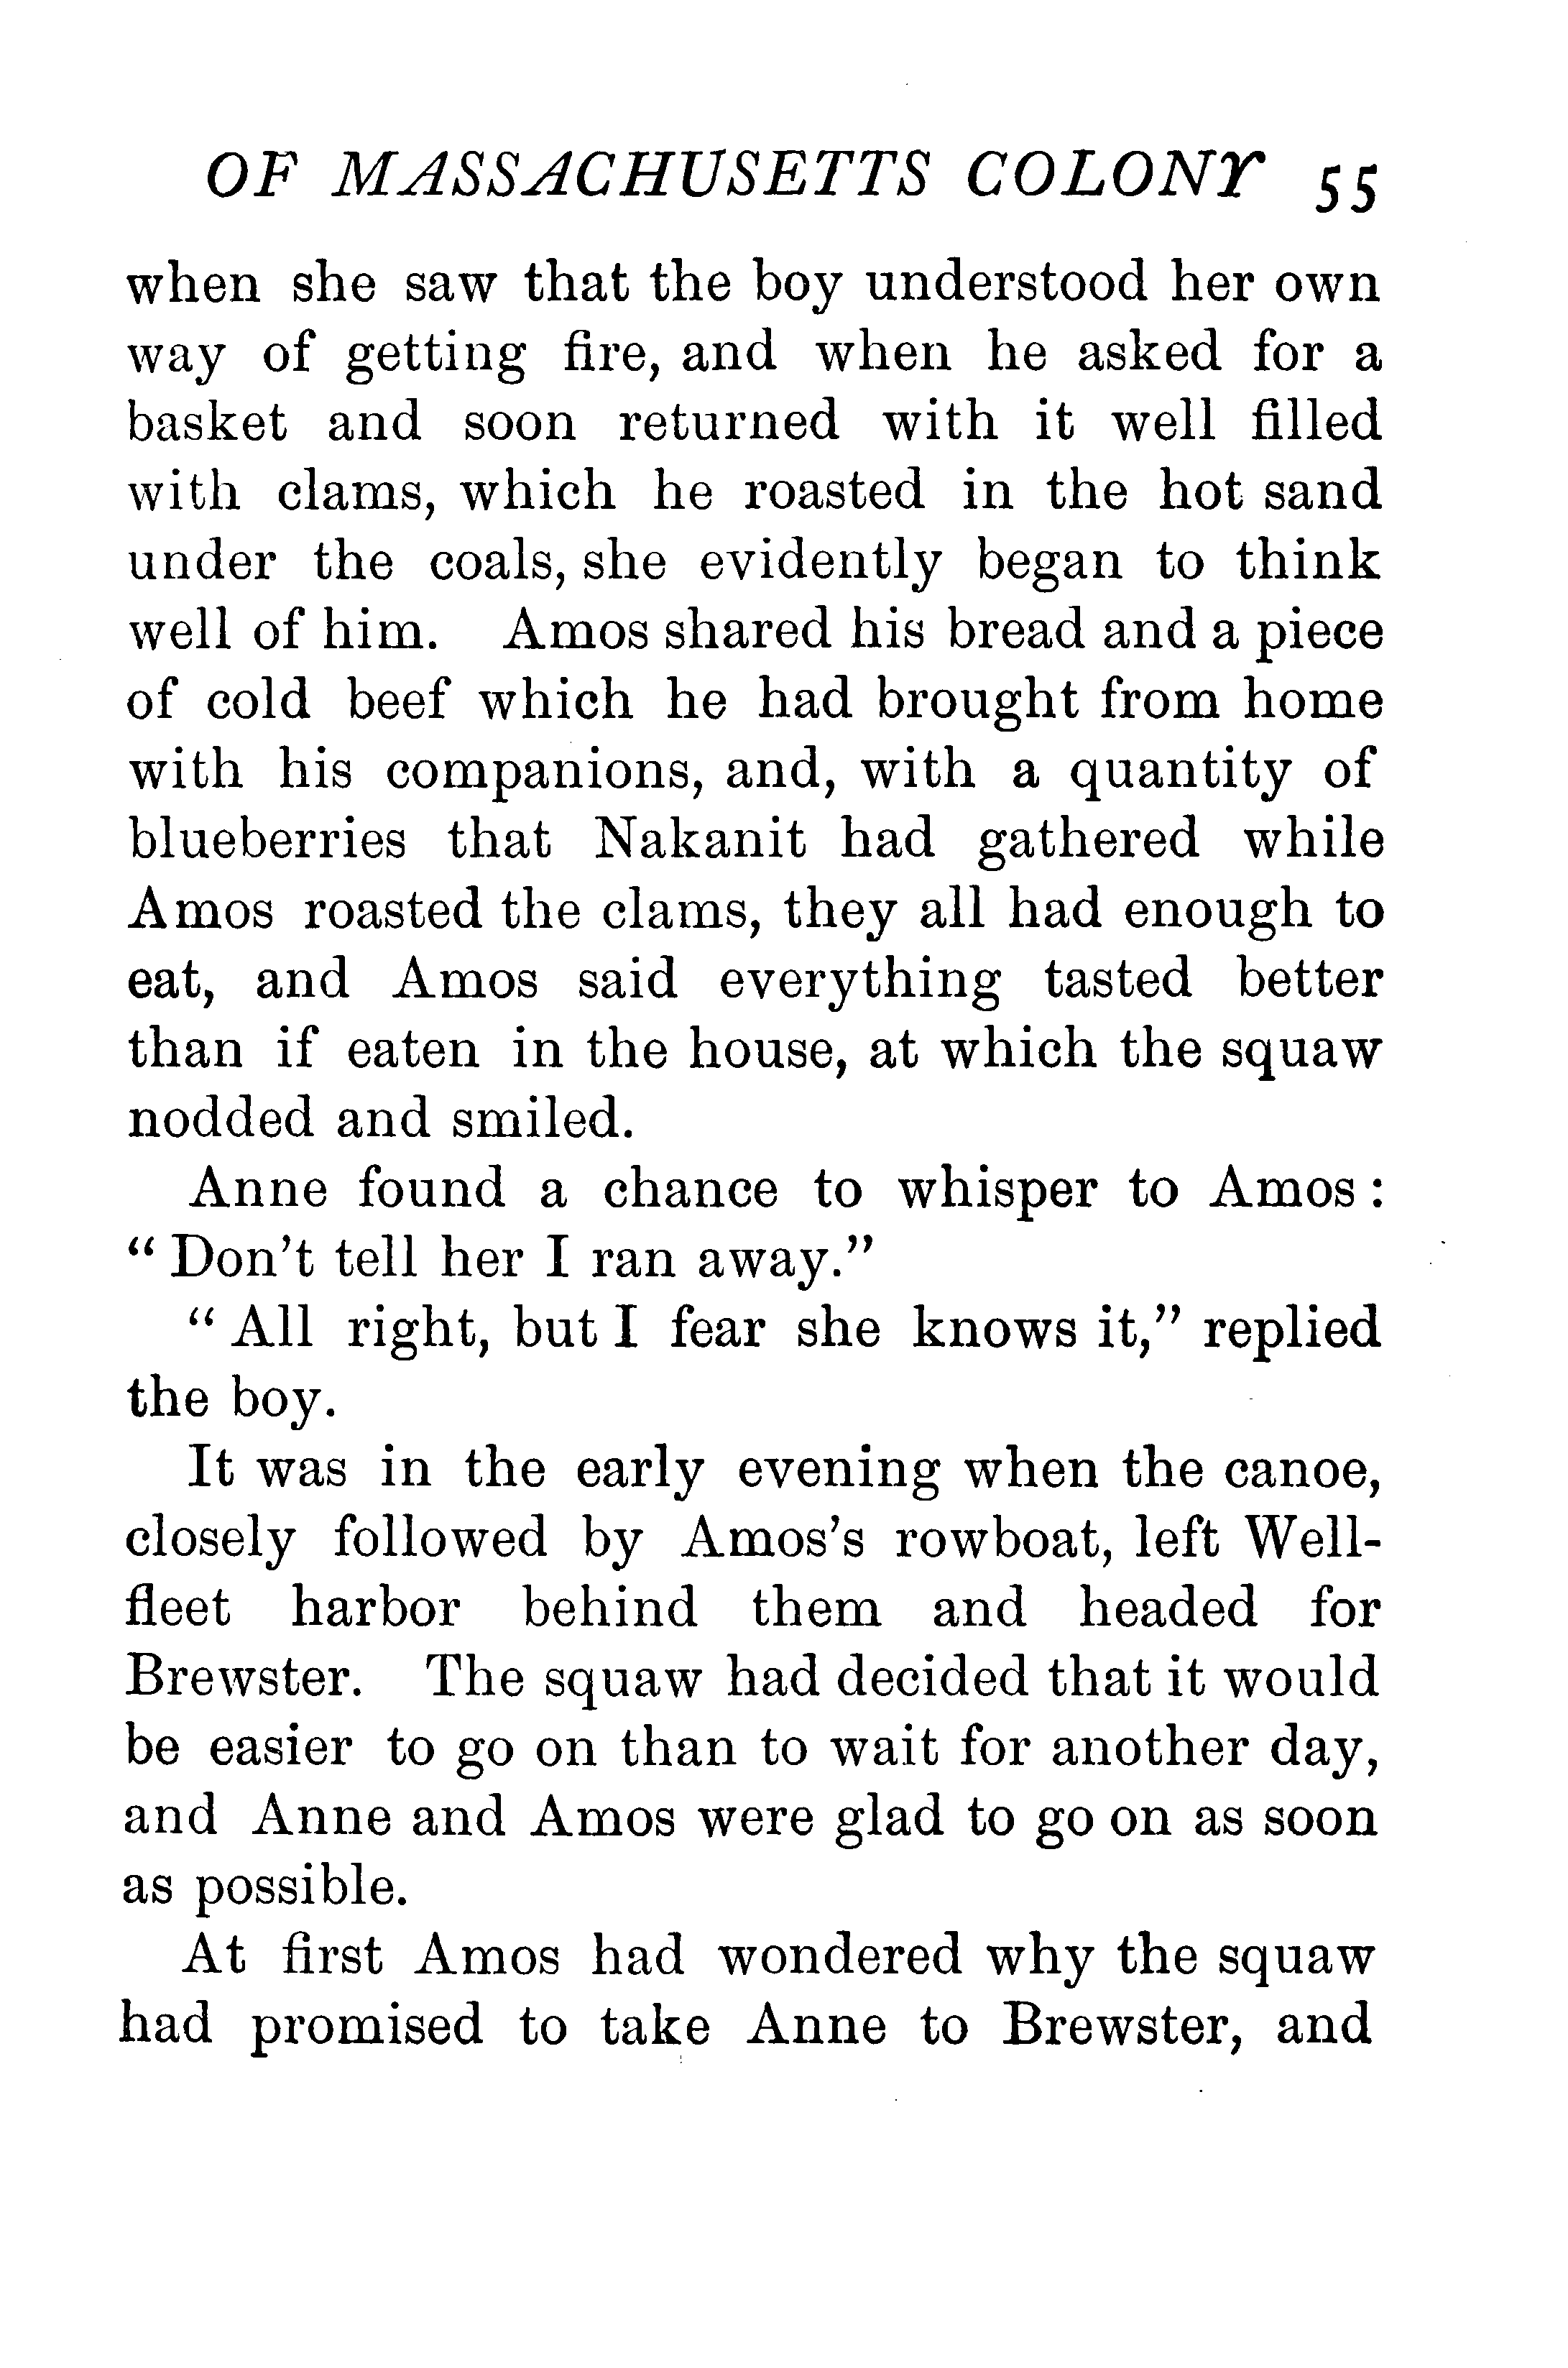 OF MASSACHUSETTS COLONY 55
when she saw that the boy understood her own
way of getting fire, and when he asked for a
basket and soon returned with it well filled
with clams, which he roasted in the hot sand
under the coals, she evidently began to think
well of him. Amos shared his bread and a piece
of cold beef which he had brought from home
with his companions, and, with a quantity of
blueberries that Nakanit had gathered while
Amos roasted the clams, they all had enough to
eat, and Amos said everything tasted better
than if eaten in the house, at which the squaw
nodded and smiled.
Anne found a chance to whisper to Amos :
“ Don’t tell her I ran away.”
“ All right, but I fear she knows it,” replied
the boy.
It was in the early evening when the canoe,
closely followed by Amos’s rowboat, left Well-
fleet harbor behind them and headed for
Brewster. The squaw had decided that it would
be easier to go on than to wait for another day,
and Anne and Amos were glad to go on as soon
as possible.
At first Amos had wondered why the squaw
had promised to take Anne to Brewster, and